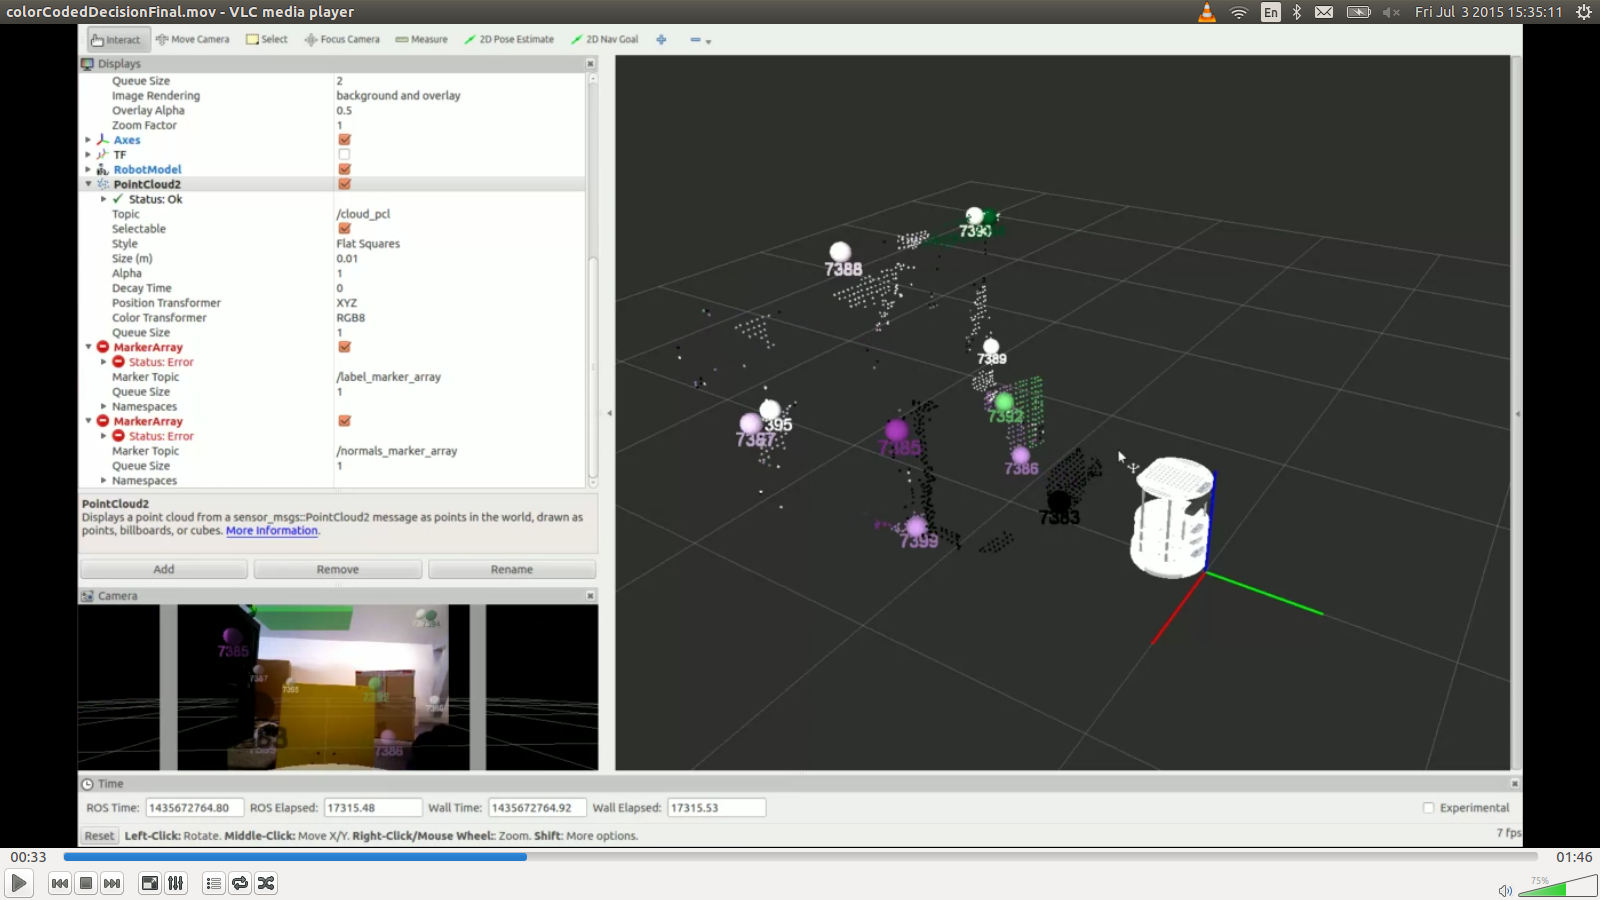 colorCodedDecisionFinal.mov - VLC media player
En
Fri Jul 3 2015 15:35:11
Interact Move Camera Select Focus Camera Measure 2D Pose Estimate 2D Nav Goal
Displays
Queue Size 2
Image Rendering background and overlay
Overlay Alpha 0.5
Zoom Factor 1
Axes
TF
RobotModel
PointCloud2
Status: Ok
Topic /cloud_pcl
Selectable
Style Flat Squares
Size (m) 0.01
Alpha 1
Decay Time 0
Position Transformer XYZ
Color Transformer RGB8
Queue Size 1
MarkerArray
Status: Error
Marker Topic /label_marker_array
Queue Size 1
Namespaces
MarkerArray
Status: Error
Marker Topic /normals_marker_array
Queue Size 1
Namespaces
PointCloud2
Displays a point cloud from a sensor_msgs::PointCloud2 message as points in the world, drawn as
points, billboards, or cubes. More Information.
Add Remove Rename
Camera
7385
7387
7386
7388
7389
7392
395
7385
7386
7383
7399
Time
ROS Time: 1435672764.80 ROS Elapsed: 17315.48 Wall Time: 1435672764.92 Wall Elapsed: 17315.53 Experimental
Reset Left-Click: Rotate. Middle-Click: Move X/Y. Right-Click/Mouse Wheel:: Zoom. Shift: More options. 7 fps
00:33 01:46
75%